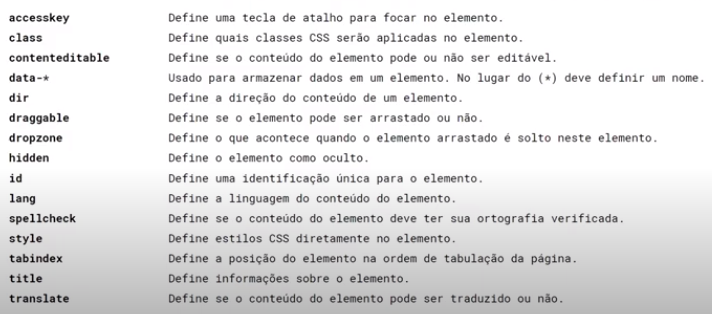 accesskey Define uma tecla de atalho para focar no elemento.
class Define quais classes CSS serão aplicadas no elemento.
contenteditable Define se o conteúdo do elemento pode ou não ser editável.
data-* Usado para armazenar dados em um elemento. No lugar do (*) deve definir um nome.
dir Define a direção do conteúdo de um elemento.
draggable Define se o elemento pode ser arrastado ou não.
dropzone Define o que acontece quando o elemento arrastado é solto neste elemento.
hidden Define o elemento como oculto.
id Define uma identificação única para o elemento.
lang Define a linguagem do conteúdo do elemento.
spellcheck Define se o conteúdo do elemento deve ter sua ortografia verificada.
style Define estilos CSS diretamente no elemento.
tabindex Define a posição do elemento na ordem de tabulação da página.
title Define informações sobre o elemento.
translate Define se o conteúdo do elemento pode ser traduzido ou não.